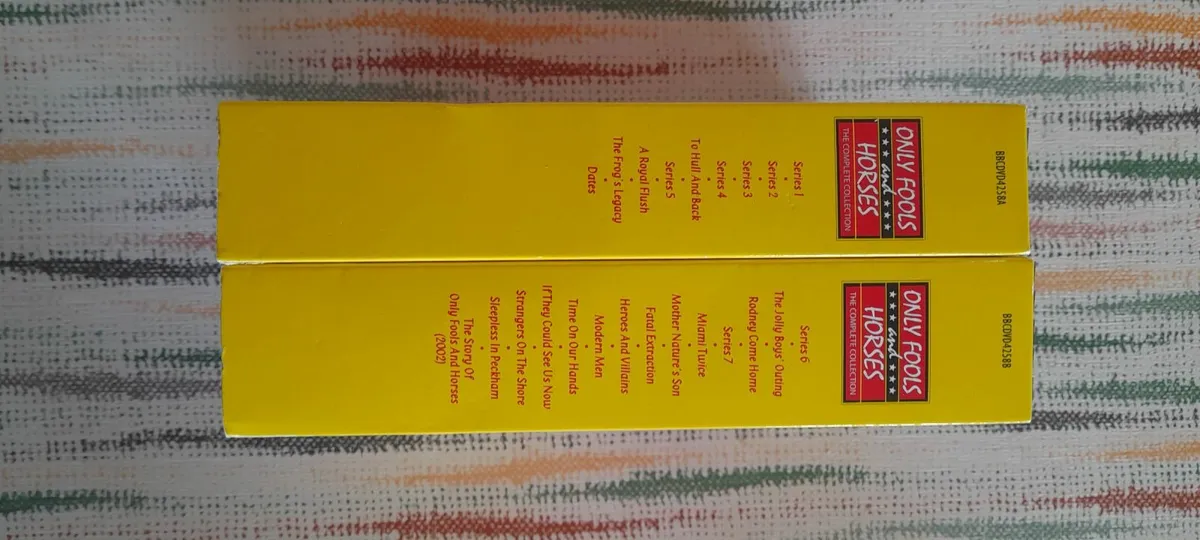 BBCDVD4258A
ONLY FOOLS
★ ★ ★ and ★ ★ ★
HORSES
THE COMPLETE COLLECTION
Series 1
•
Series 2
•
Series 3
•
Series 4
•
To Hull And Back
•
Series 5
•
A Royal Flush
•
The Frog's Legacy
•
Dates
BBCDVD4258B
ONLY FOOLS
★ ★ ★ and ★ ★ ★
HORSES
THE COMPLETE COLLECTION
Series 6
•
The Jolly Boys' Outing
•
Rodney Come Home
•
Series 7
•
Miami Twice
•
Mother Nature's Son
•
Fatal Extraction
•
Heroes And Villains
•
Modern Men
•
Time On Our Hands
•
If They Could See Us Now
•
Strangers On The Shore
•
Sleepless In Peckham
•
The Story Of
Only Fools And Horses
(2002)